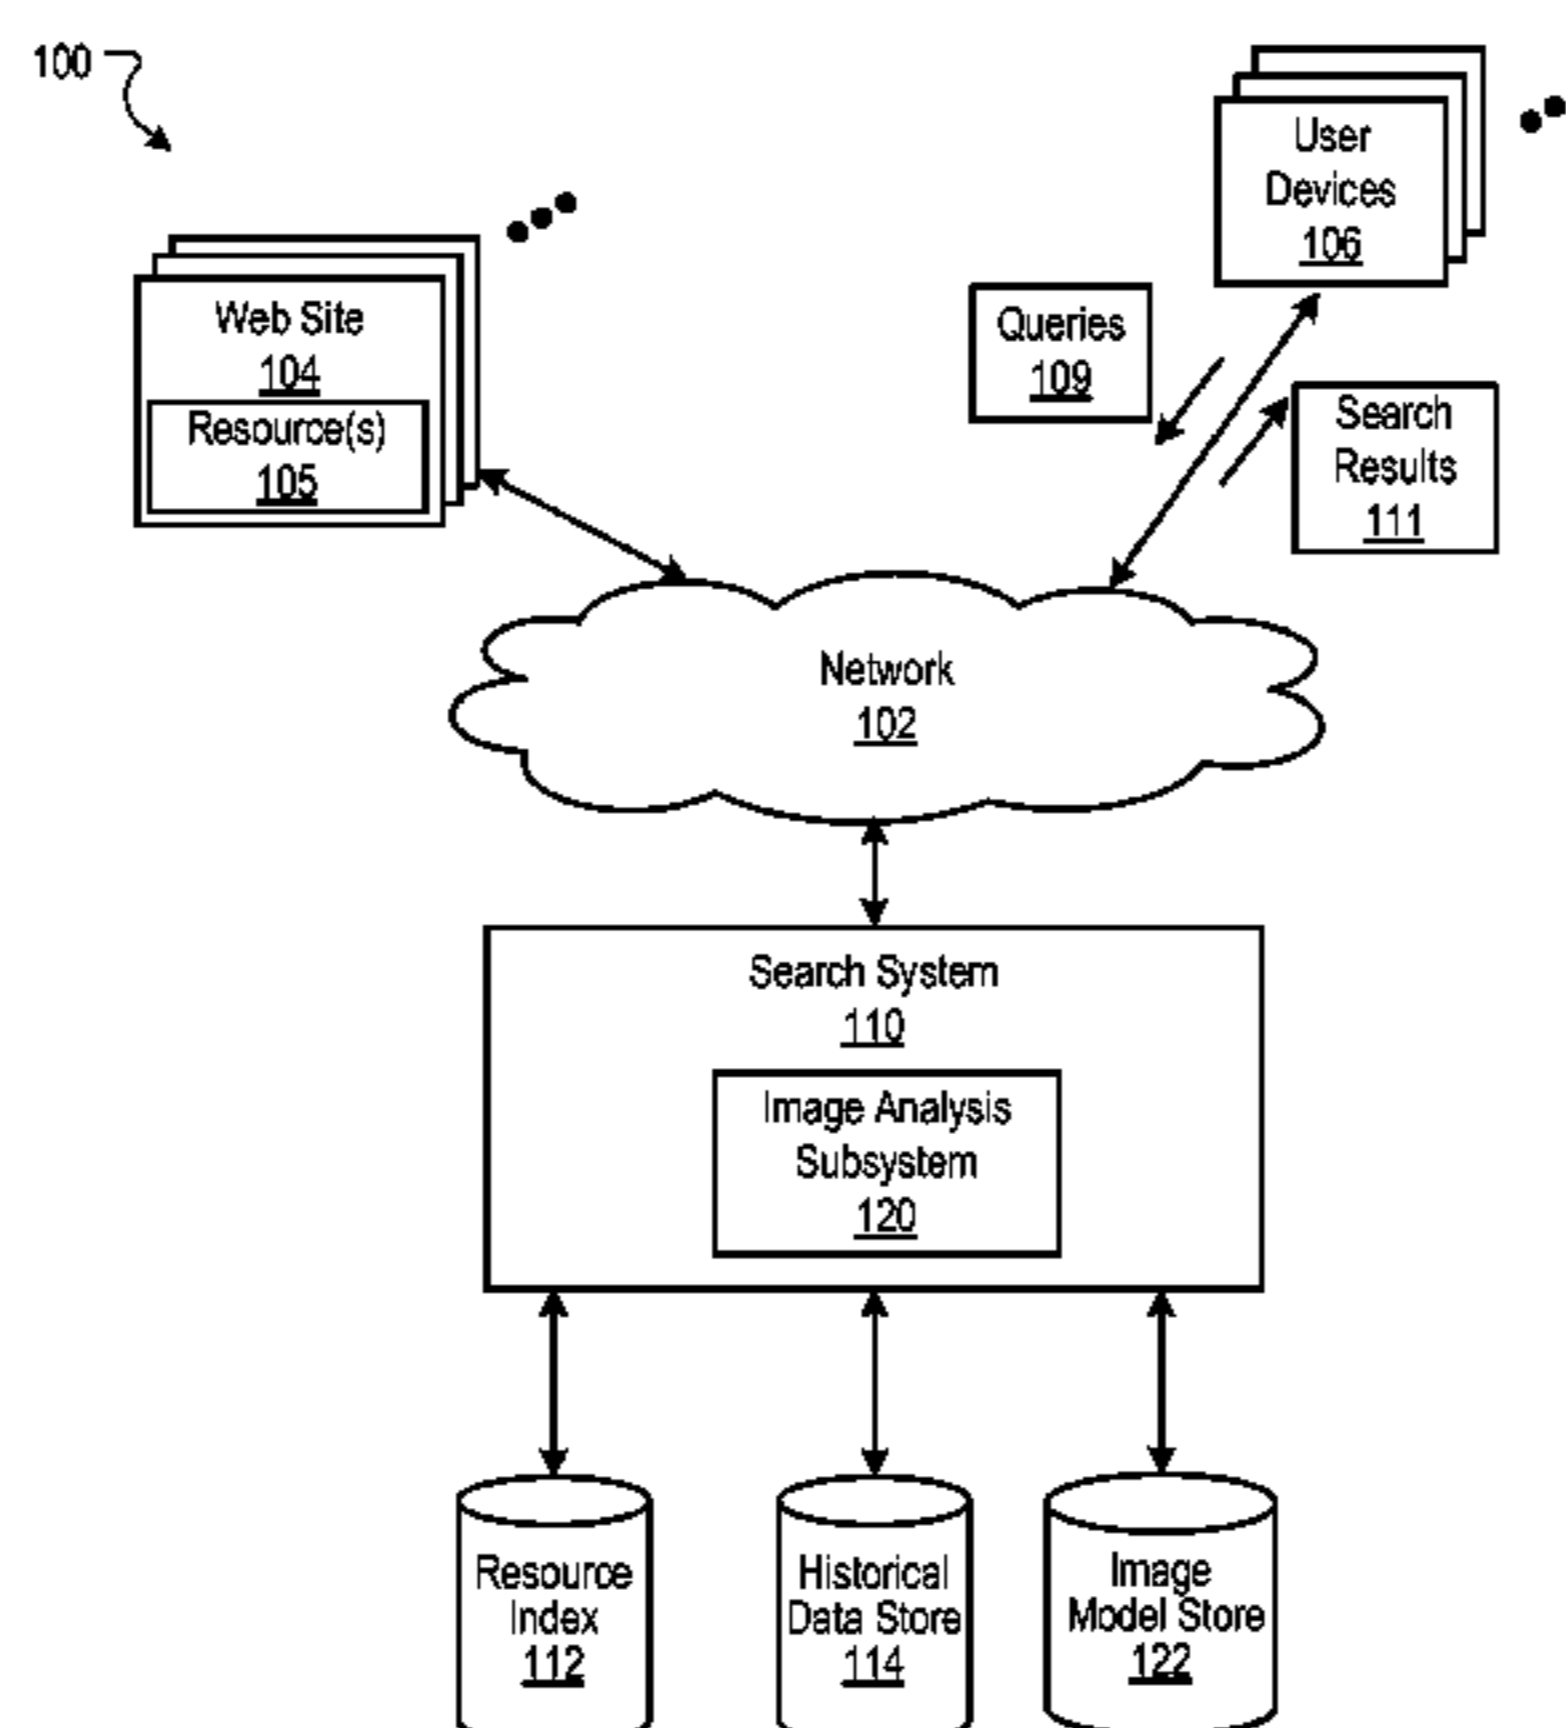 100
User
Devices
106
Web Site
104
Resource(s)
105
Queries
109
Search
Results
111
Network
102
Search System
110
Image Analysis
Subsystem
120
Resource
Index
112
Historical
Data Store
114
Image
Model Store
122